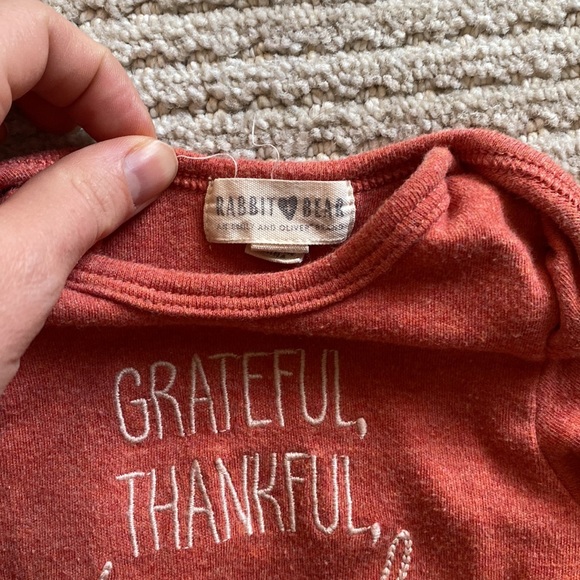 RABBIT BEAR
AN EMILY AND OLIVER BRAND
GRATEFUL,
THANKFUL,